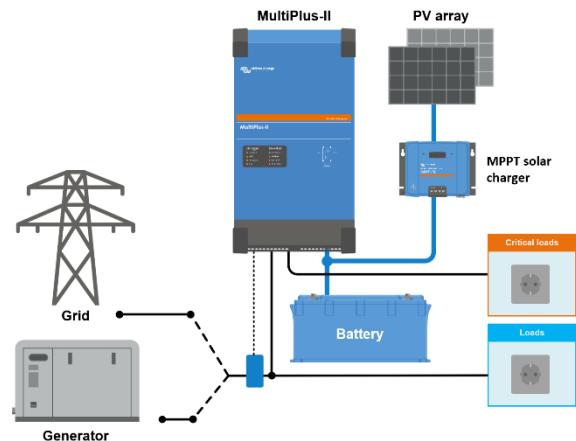 MultiPlus-II
PV array
MultiPlus-II
MPPT solar
charger
Critical loads
Grid
Battery
Loads
Generator